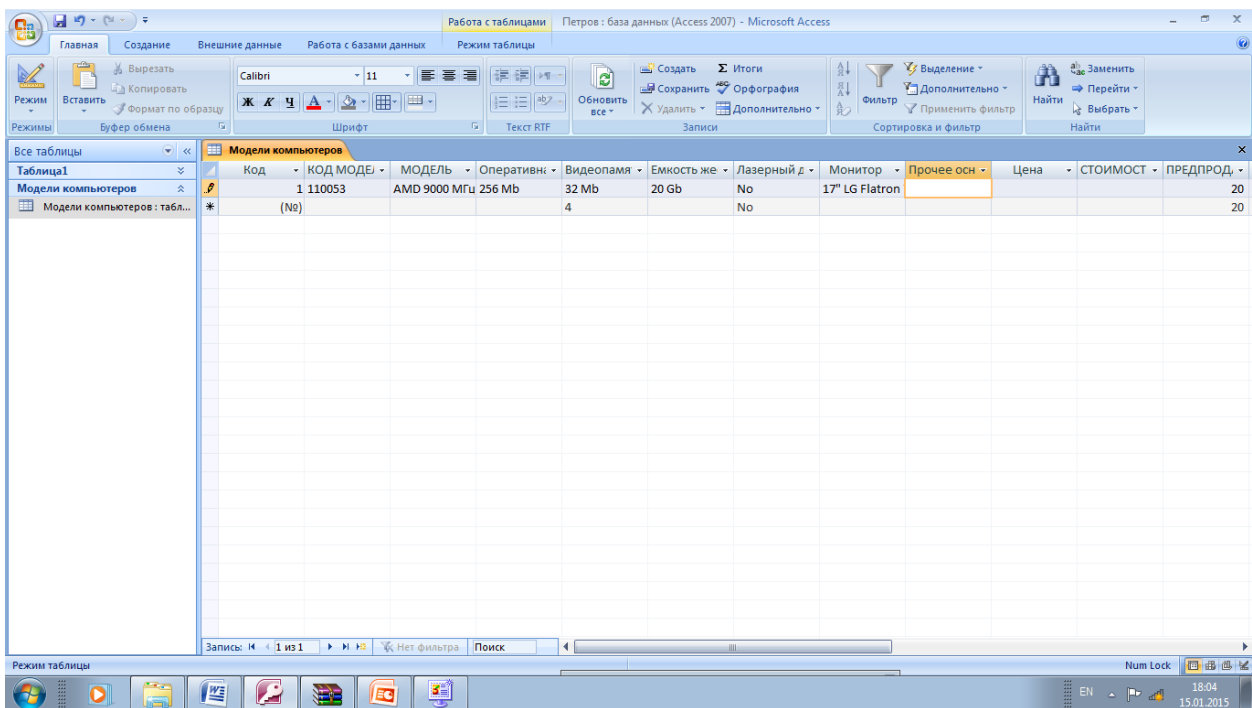 Работа с таблицами Петров : база данных (Access 2007) - Microsoft Access
Главная Создание Внешние данные Работа с базами данных Режим таблицы
Режим
Режимы
Вставить
Вырезать
Копировать
Формат по образцу
Буфер обмена
Calibri 11
Ж К Ч А
Шрифт
Текст RTF
Обновить все
Создать
Сохранить
Удалить
Итоги
Орфография
Дополнительно
Записи
Фильтр
Выделение
Дополнительно
Применить фильтр
Сортировка и фильтр
Найти
Заменить
Перейти
Выбрать
Найти
Все таблицы
Таблица1
Модели компьютеров
Модели компьютеров : табл...
Модели компьютеров
Код КОД МОДЕЛ МОДЕЛЬ Оперативна Видеопамя Емкость же Лазерный д Монитор Прочее осн Цена СТОИМОСТ ПРЕДПРОД.
1 110053 AMD 9000 МГц 256 Mb 32 Mb 20 Gb No 17" LG Flatron 20
(№) 4 No 20
Запись: 1 из 1 Нет фильтра Поиск
Режим таблицы Num Lock
EN 18:04
15.01.2015